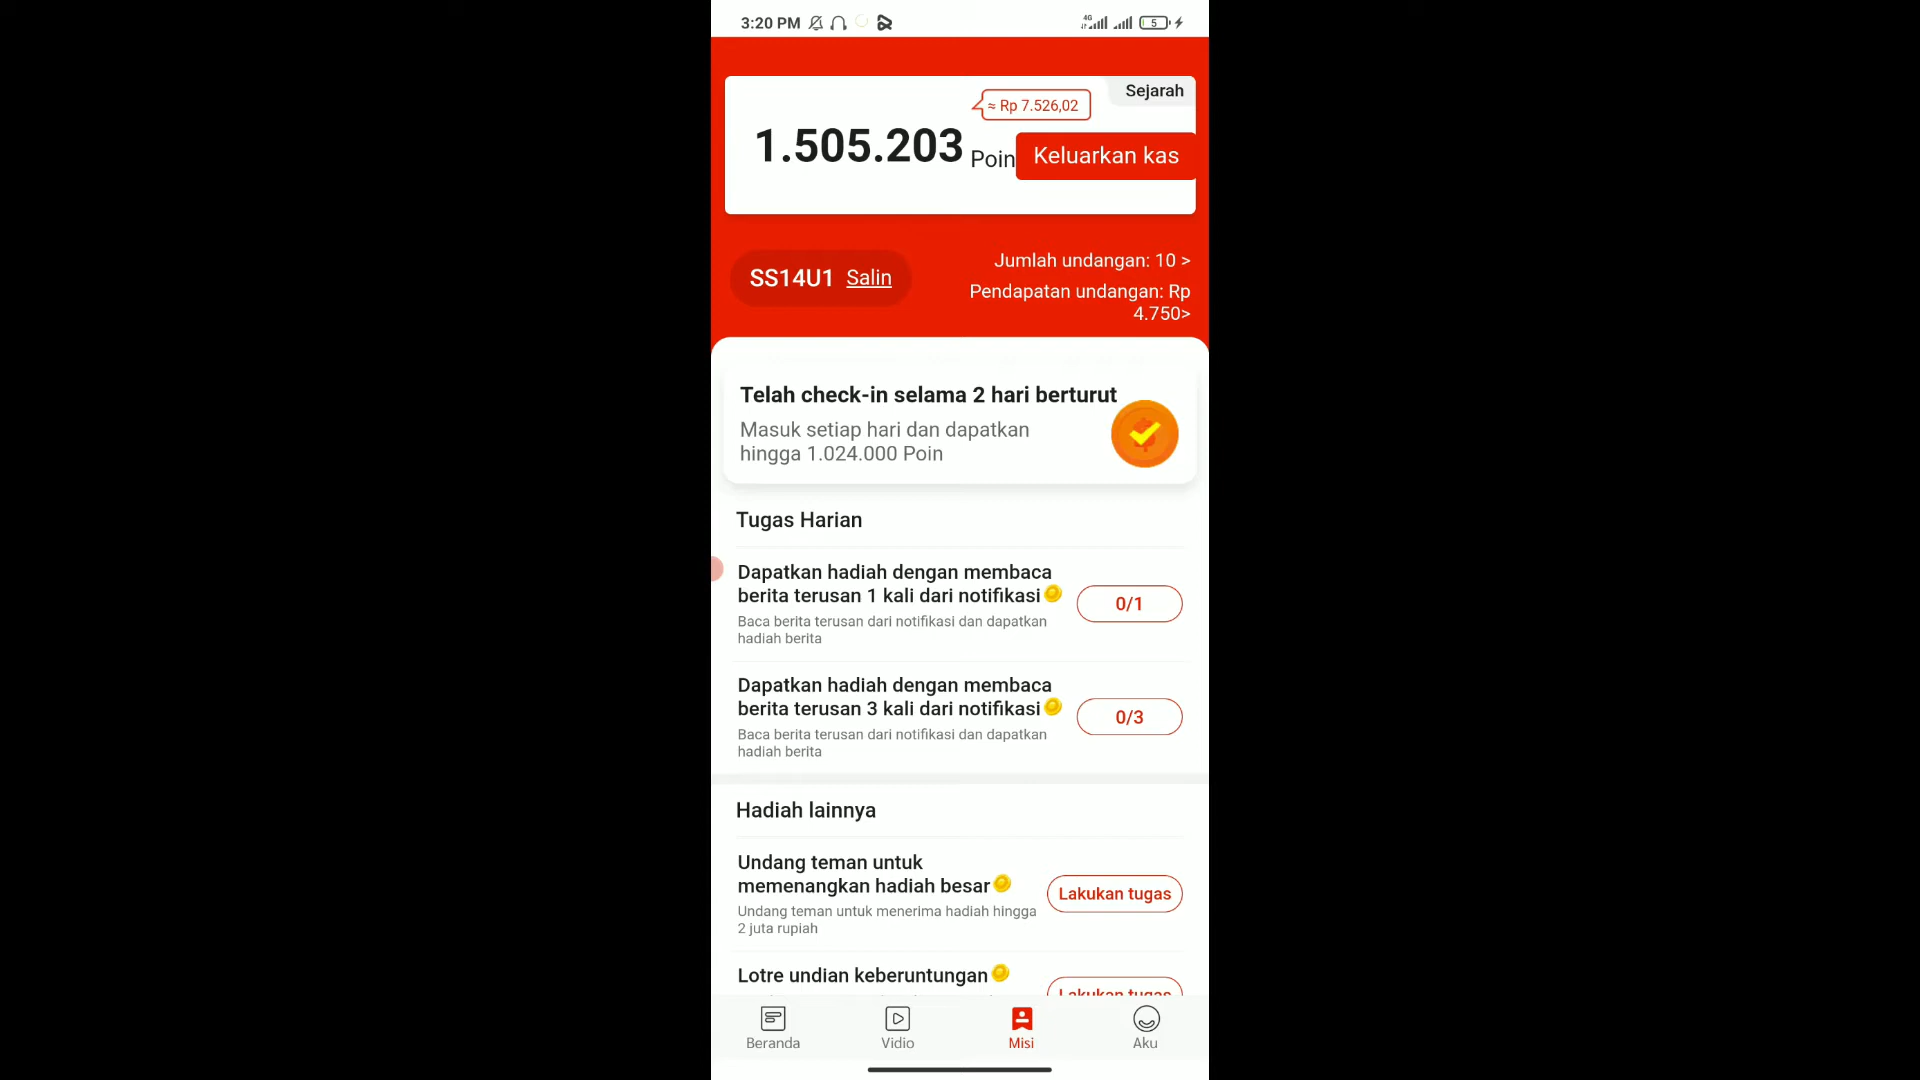 3:20 PM
4G
5
Sejarah
≈ Rp 7.526,02
1.505.203 Poin
Keluarkan kas
SS14U1 Salin
Jumlah undangan: 10 >
Pendapatan undangan: Rp
4.750>
Telah check-in selama 2 hari berturut
Masuk setiap hari dan dapatkan
hingga 1.024.000 Poin
Tugas Harian
Dapatkan hadiah dengan membaca
berita terusan 1 kali dari notifikasi
0/1
Baca berita terusan dari notifikasi dan dapatkan
hadiah berita
Dapatkan hadiah dengan membaca
berita terusan 3 kali dari notifikasi
0/3
Baca berita terusan dari notifikasi dan dapatkan
hadiah berita
Hadiah lainnya
Undang teman untuk
memenangkan hadiah besar
Lakukan tugas
Undang teman untuk menerima hadiah hingga
2 juta rupiah
Lotre undian keberuntungan
Lakukan tugas
Beranda
Vidio
Misi
Aku